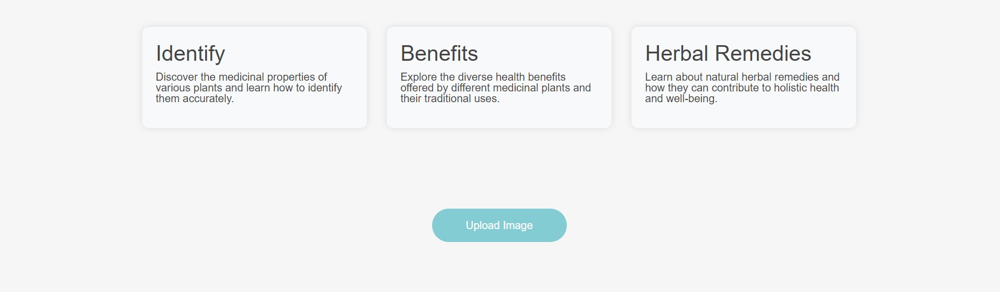 Identify
Discover the medicinal properties of
various plants and learn how to identify
them accurately.
Benefits
Explore the diverse health benefits
offered by different medicinal plants and
their traditional uses.
Herbal Remedies
Learn about natural herbal remedies and
how they can contribute to holistic health
and well-being.
Upload Image